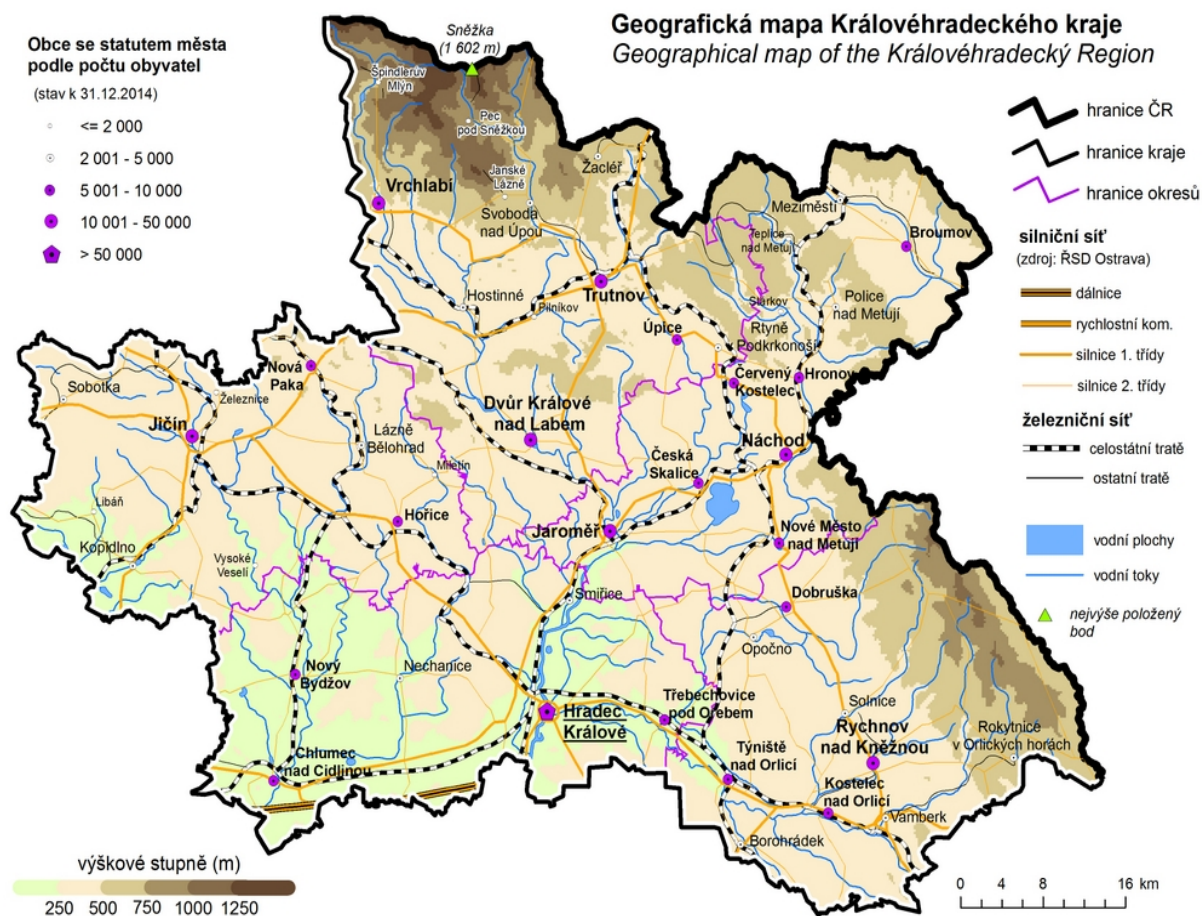 Geografická mapa Královéhradeckého kraje
Geographical map of the Královéhradecký Region
Obce se statutem města
podle počtu obyvatel
(stav k 31.12.2014)
<= 2 000
2 001 - 5 000
5 001 - 10 000
10 001 - 50 000
> 50 000
Sněžka
(1 602 m)
hranice ČR
hranice kraje
hranice okresů
silniční síť
(zdroj: ŘSD Ostrava)
dálnice
rychlostní kom.
silnice 1. třídy
silnice 2. třídy
železniční síť
celostátní tratě
ostatní tratě
vodní plochy
vodní toky
nejvýše položený
bod
Špindlerův
Mlýn
Pec
pod Sněžkou
Janské
Lázně
Žacléř
Vrchlabí
Svoboda
nad Úpou
Meziměstí
Teplice
nad Metují
Broumov
Hostinné
Trutnov
Pilníkov
Stárkov
Police
nad Metují
Úpice
Rtyně
v Podkrkonoší
Nová
Paka
Červený
Kostelec
Hronov
Sobotka
Železnice
Jičín
Dvůr Králové
nad Labem
Lázně
Bělohrad
Miletín
Česká
Skalice
Náchod
Libáň
Hořice
Jaroměř
Nové Město
nad Metují
Kopidlno
Vysoké
Veselí
Smiřice
Dobruška
Opočno
Nový
Bydžov
Nechanice
Třebechovice
pod Orebem
Solnice
Hradec
Králové
Rychnov
nad Kněžnou
Rokytnice
v Orlických horách
Chlumec
nad Cidlinou
Týniště
nad Orlicí
Kostelec
nad Orlicí
Vamberk
Borohrádek
výškové stupně (m)
250 500 750 1000 1250
0 4 8 16 km